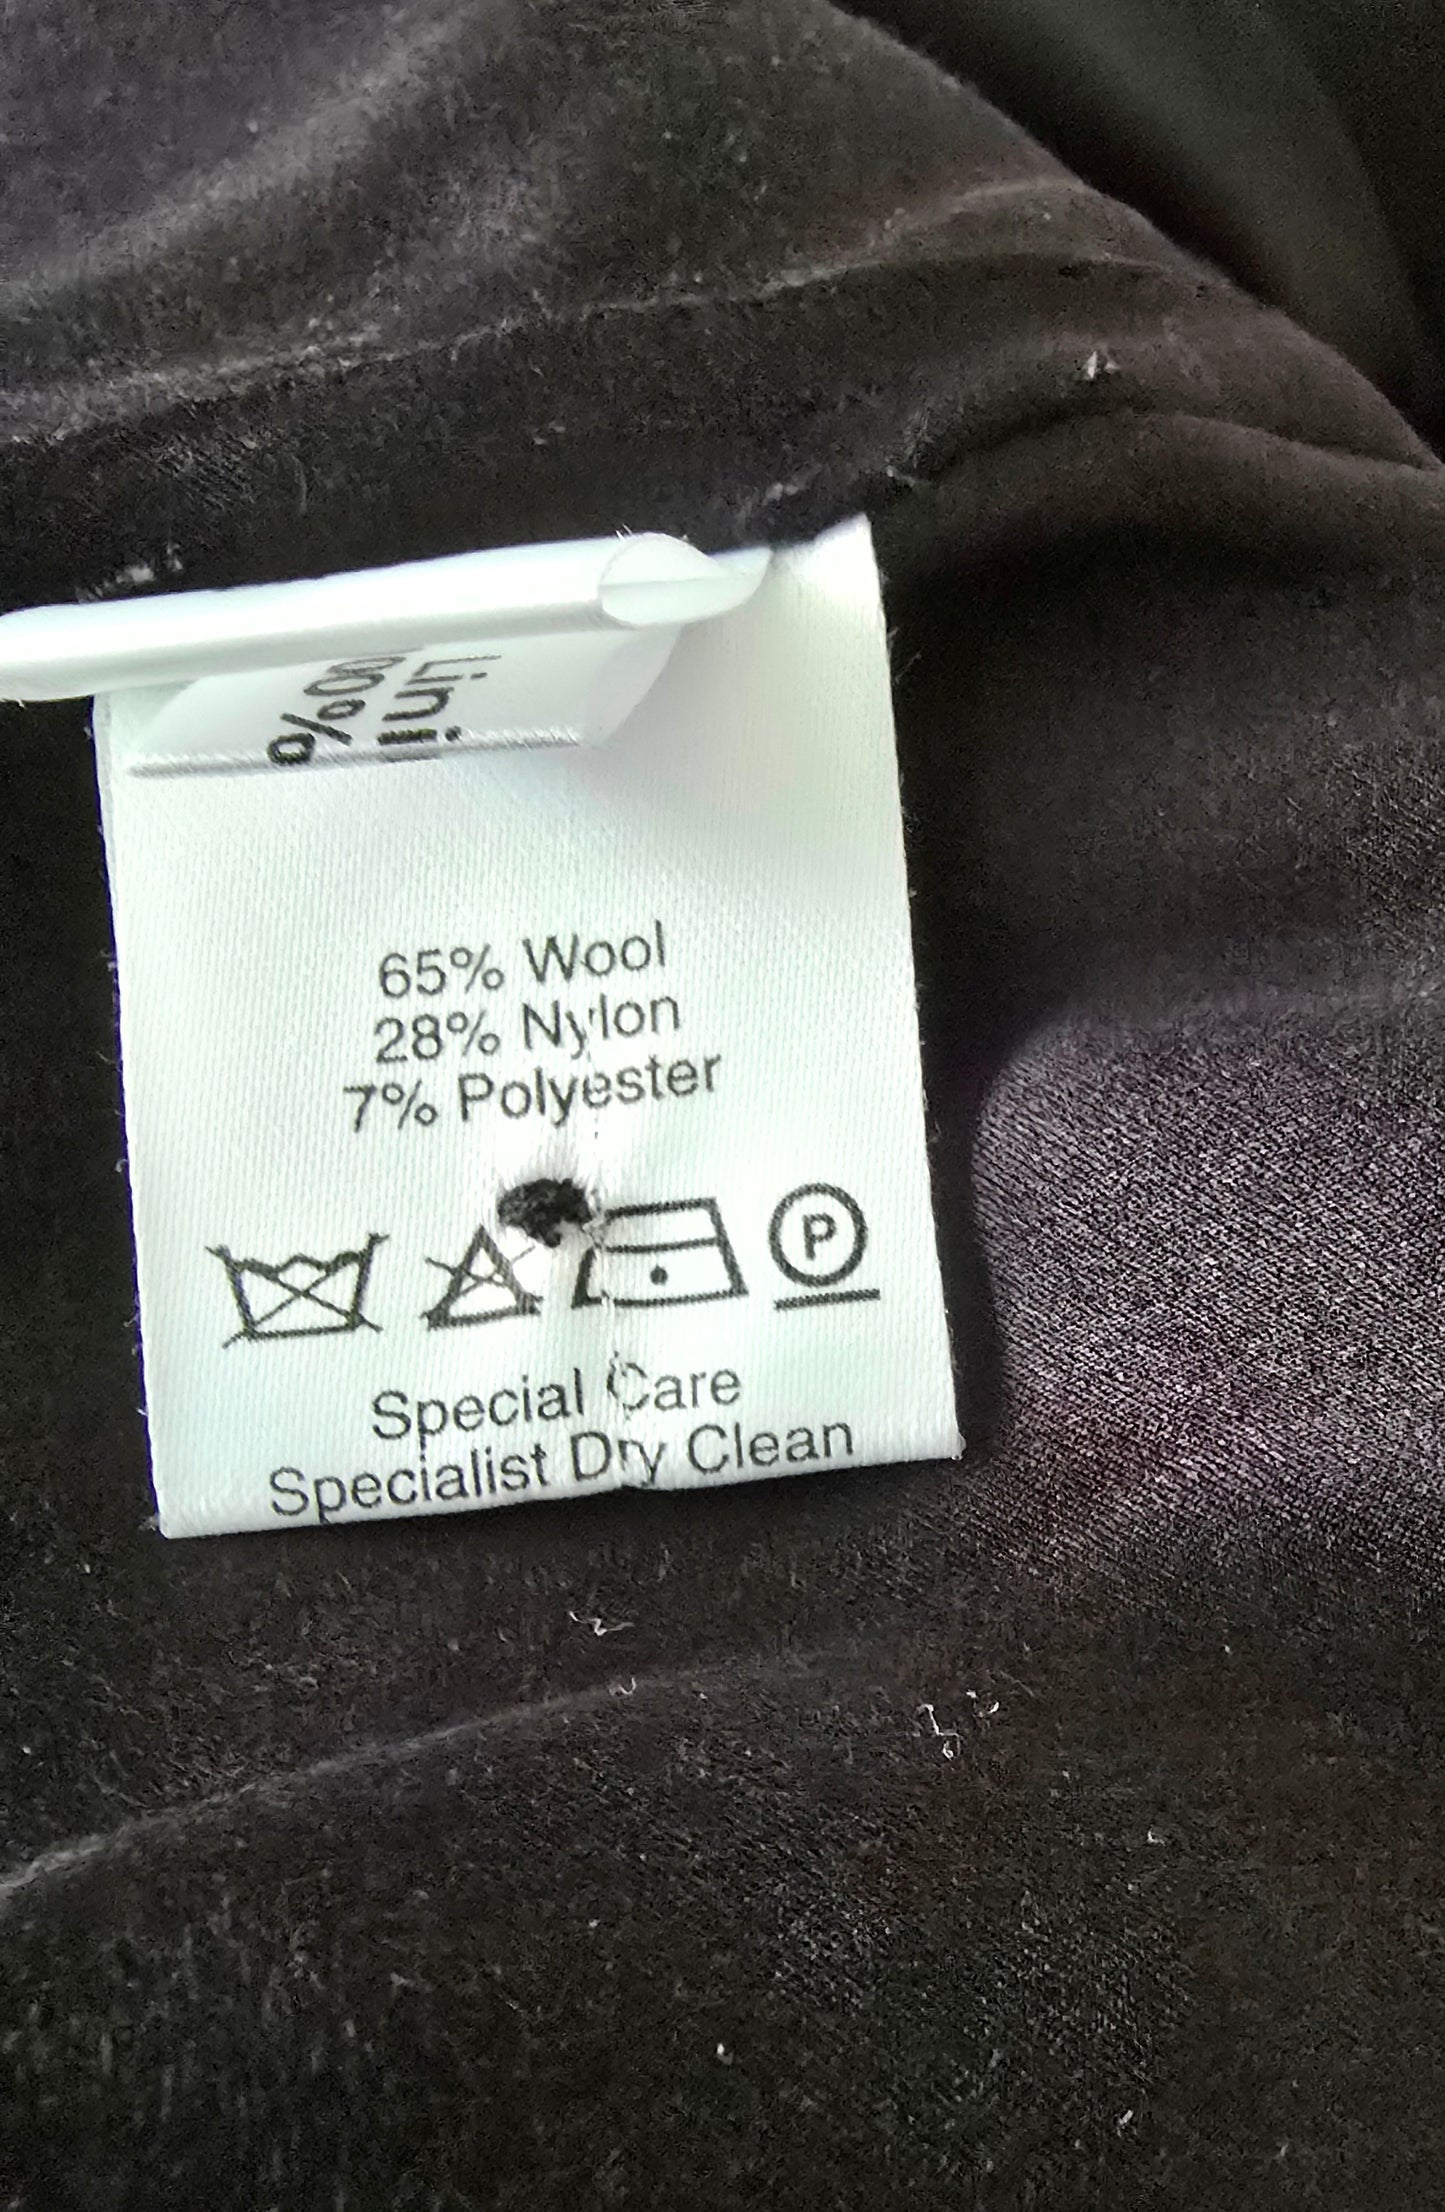 65% Wool
28% Nylon
7% Polyester
P
Special Care
Specialist Dry Clean